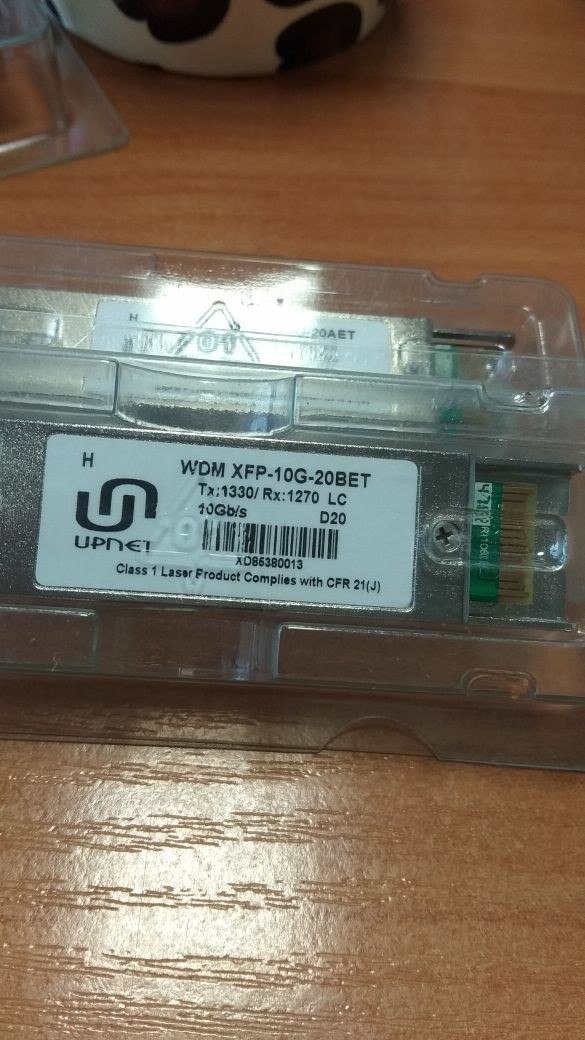 H
20AET
01
H
WDM XFP-10G-20BET
Tx:1330/ Rx:1270 LC
10Gb/s D20
UPNET
XD86380013
Class 1 Laser Product Complies with CFR 21(J)